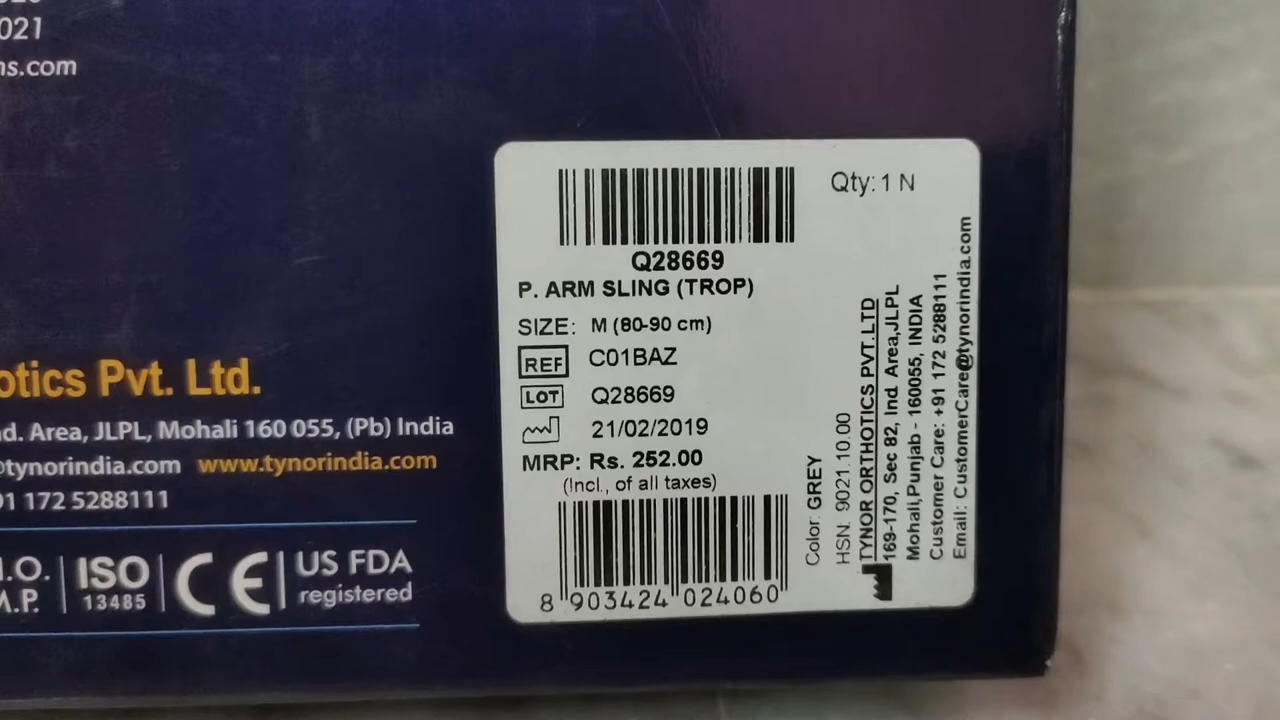 021
ns.com
otics Pvt. Ltd.
nd. Area, JLPL, Mohali 160 055, (Pb) India
@tynorindia.com www.tynorindia.com
91 172 5288111
ISO
13485
CE
US FDA
registered
Qty: 1 N
Q28669
P. ARM SLING (TROP)
SIZE: M (80-90 cm)
REF C01BAZ
LOT Q28669
21/02/2019
MRP: Rs. 252.00
(Incl., of all taxes)
8 903424 024060
Color: GREY
HSN. 9021.10.00
TYNOR ORTHOTICS PVT.LTD
169-170, Sec 82, Ind. Area,JLPL
Mohali,Punjab - 160055, INDIA
Customer Care: +91 172 5288111
Email: CustomerCare@tynorindia.com